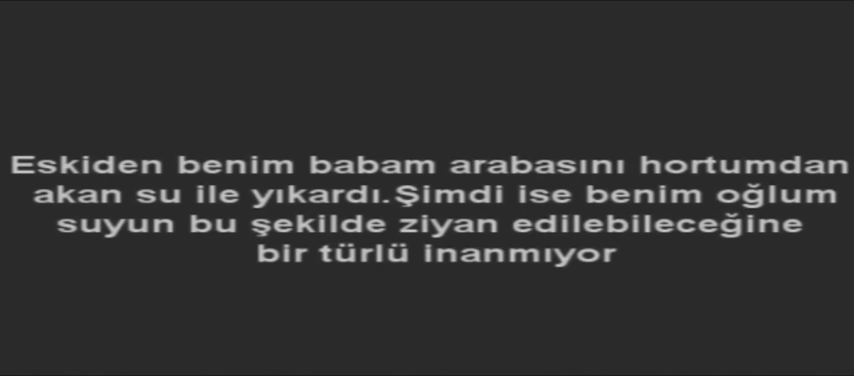 Eskiden benim babam arabasını hortumdan
akan su ile yıkardı.Şimdi ise benim oğlum
suyun bu şekilde ziyan edilebileceğine
bir türlü inanmıyor